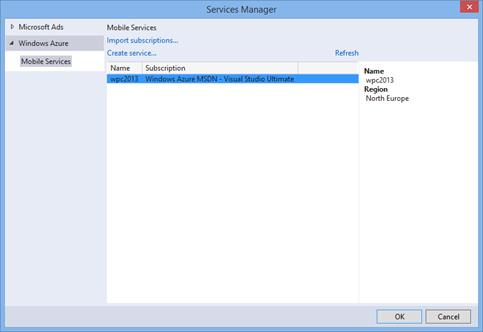 Services Manager
Microsoft Ads
Windows Azure
Mobile Services
Mobile Services
Import subscriptions...
Create service...
Refresh
Name Subscription
wpc2013 Windows Azure MSDN - Visual Studio Ultimate
Name
wpc2013
Region
North Europe
OK Cancel